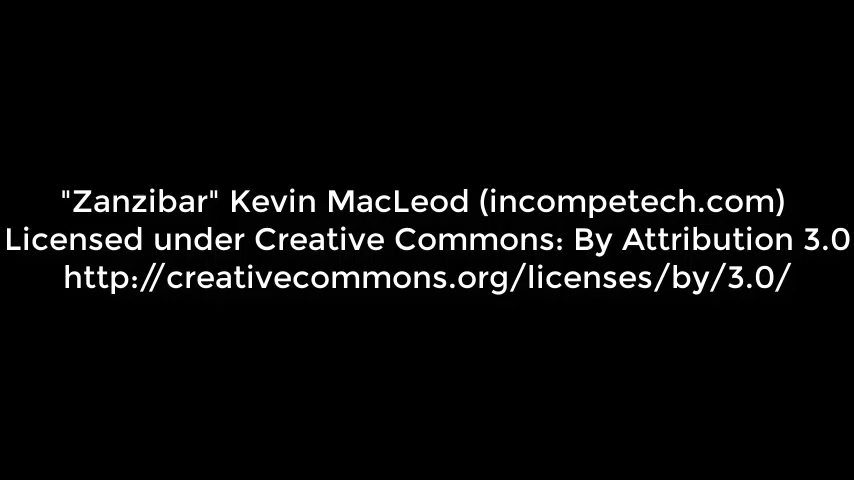 "Zanzibar" Kevin MacLeod (incompetech.com)
Licensed under Creative Commons: By Attribution 3.0
http://creativecommons.org/licenses/by/3.0/